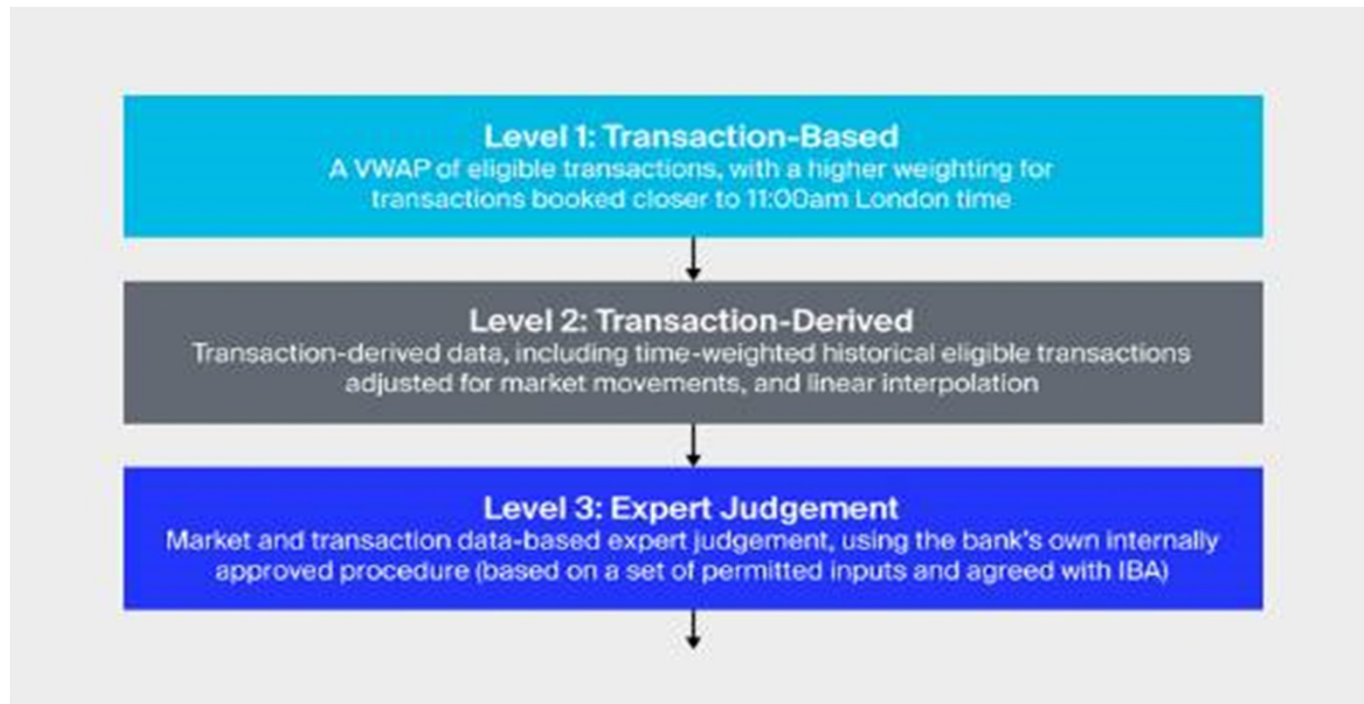 Level 1: Transaction-Based
A VWAP of eligible transactions, with a higher weighting for
transactions booked closer to 11:00am London time
Level 2: Transaction-Derived
Transaction-derived data, including time-weighted historical eligible transactions
adjusted for market movements, and linear interpolation
Level 3: Expert Judgement
Market and transaction data-based expert judgement, using the bank's own internally
approved procedure (based on a set of permitted inputs and agreed with IBA)